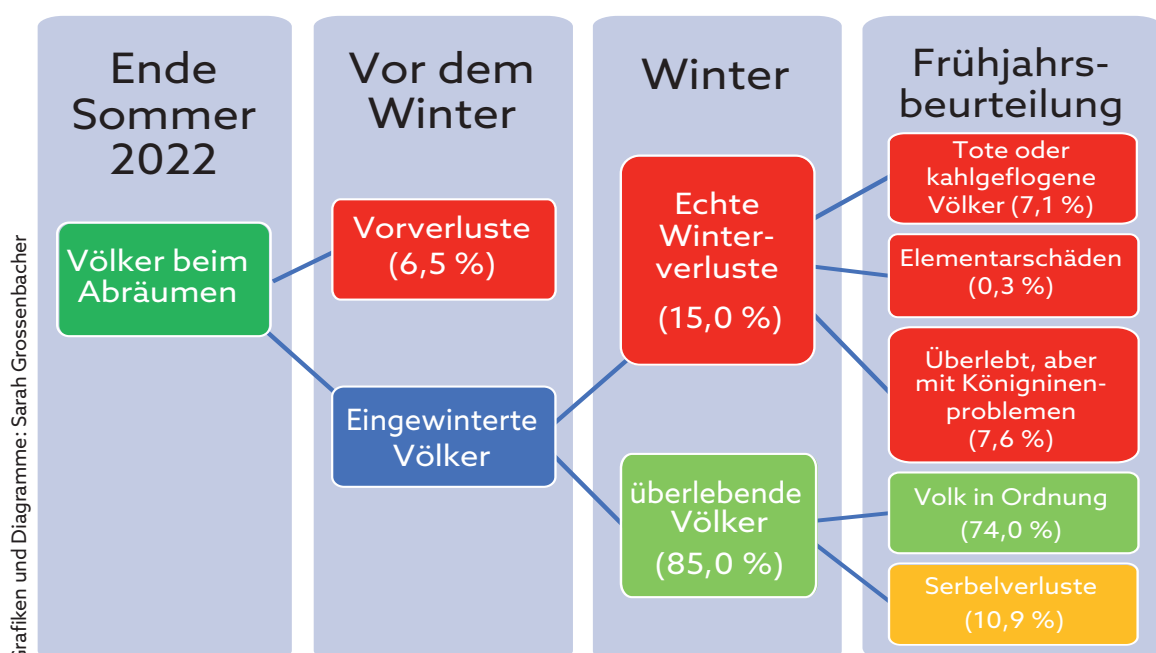 Ende
Sommer
2022
Völker beim
Abräumen
Vor dem
Winter
Vorverluste
(6,5 %)
Eingewinterte
Völker
Winter
Echte
Winter-
verluste
(15,0 %)
überlebende
Völker
(85,0 %)
Frühjahrs-
beurteilung
Tote oder
kahlgeflogene
Völker (7,1 %)
Elementarschäden
(0,3 %)
Überlebt, aber
mit Königninen-
problemen
(7,6 %)
Volk in Ordnung
(74,0 %)
Serbelverluste
(10,9 %)
Grafiken und Diagramme: Sarah Grossenbacher